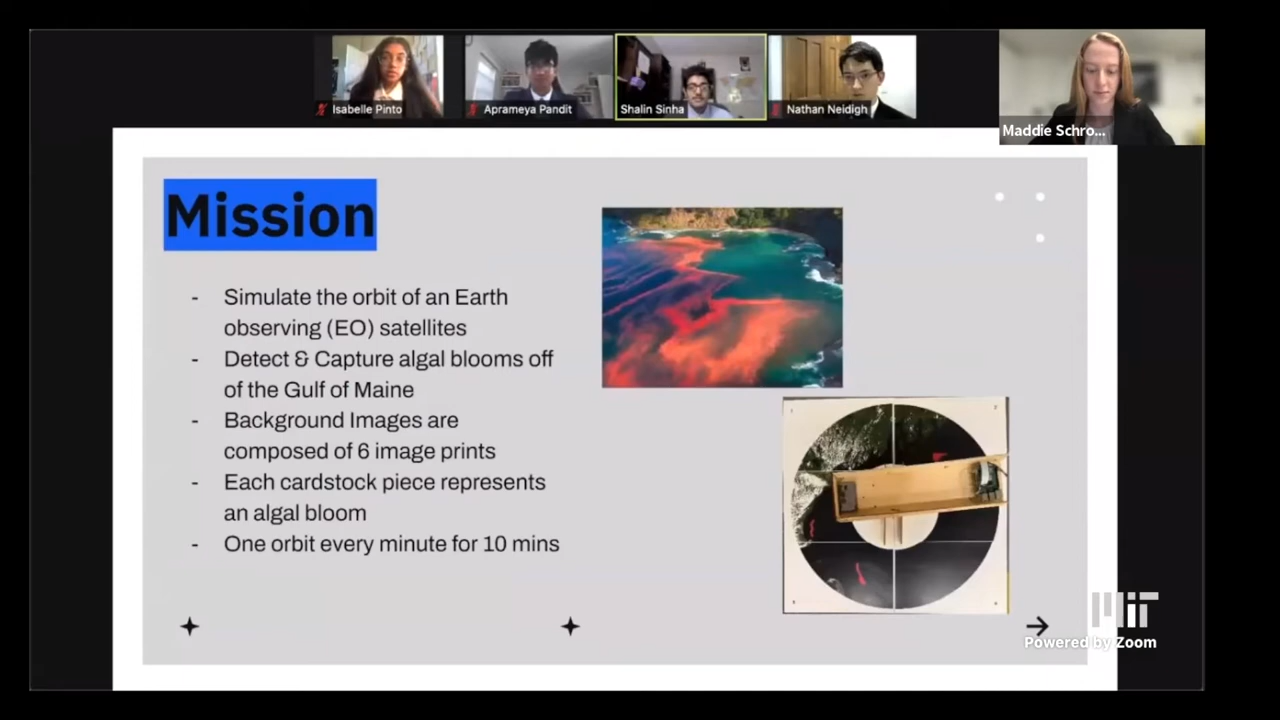 Isabelle Pinto
Aprameya Pandit
Shalin Sinha
Nathan Neidigh
Maddie Schro...
Mission
- Simulate the orbit of an Earth
observing (EO) satellites
- Detect & Capture algal blooms off
of the Gulf of Maine
- Background Images are
composed of 6 image prints
- Each cardstock piece represents
an algal bloom
- One orbit every minute for 10 mins
MIT
Powered by Zoom